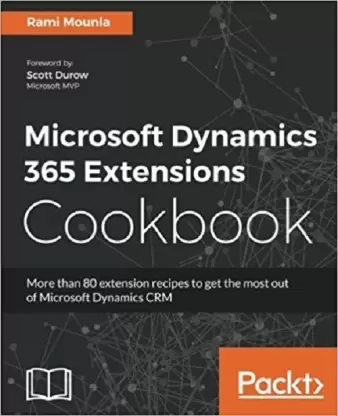 Rami Mounla
Foreword by:
Scott Durow
Microsoft MVP
Microsoft Dynamics
365 Extensions
Cookbook
More than 80 extension recipes to get the most out
of Microsoft Dynamics CRM
Packt>